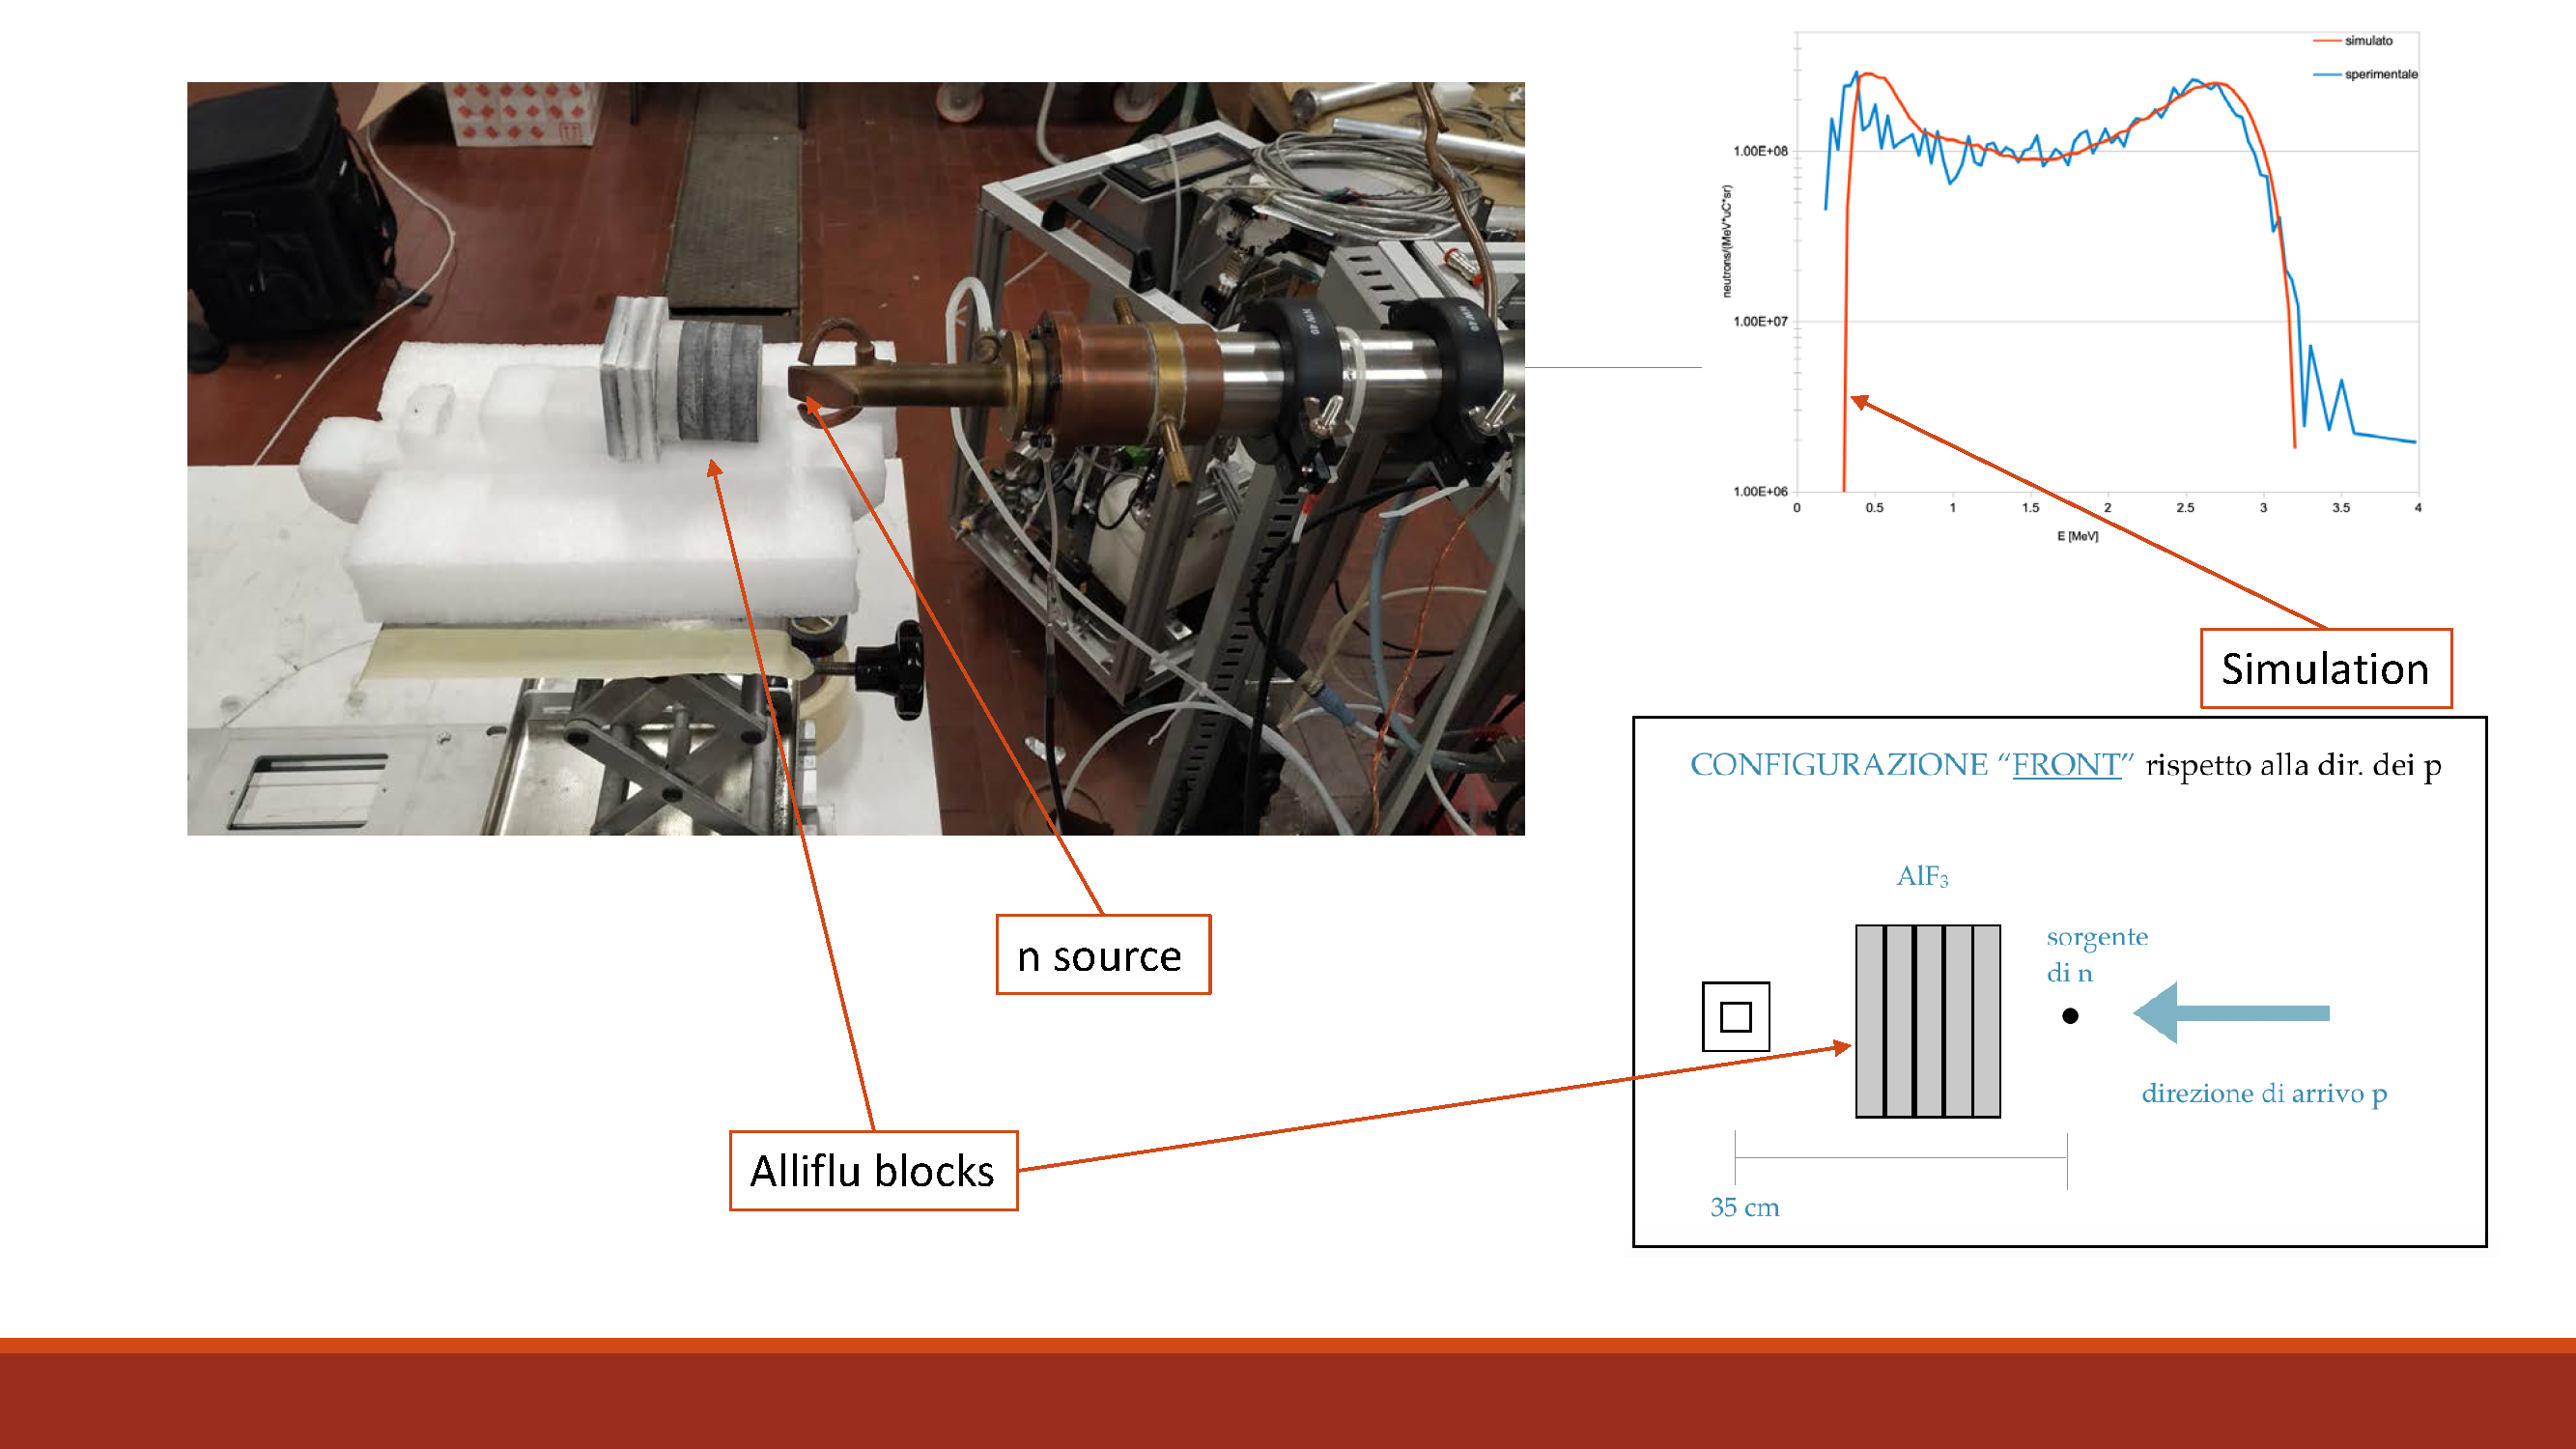 simulato
sperimentale
1.00E+08
1.00E+07
1.00E+06
neutrons/(MeV*uC*sr)
0 0.5 1 1.5 2 2.5 3 3.5 4
E [MeV]
Simulation
CONFIGURAZIONE “FRONT” rispetto alla dir. dei p
AlF₃
sorgente
di n
direzione di arrivo p
35 cm
n source
Alliflu blocks